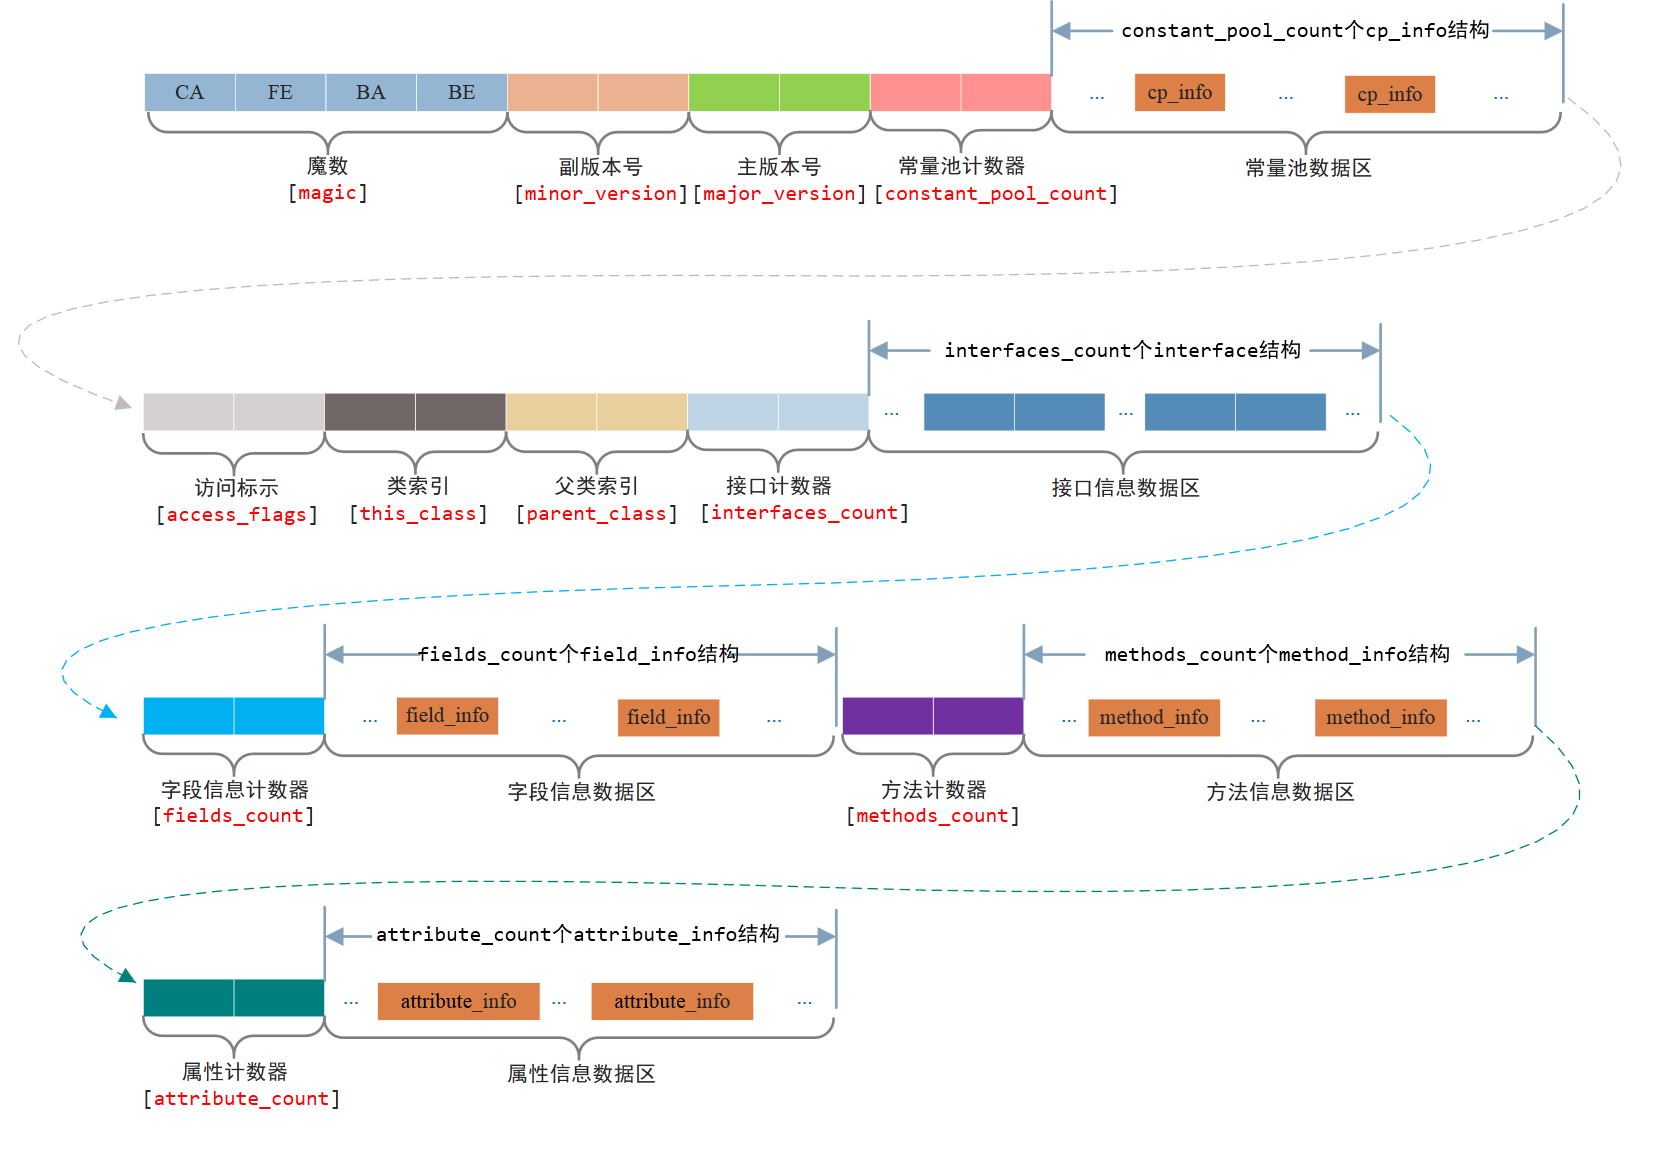 constant_pool_count个cp_info结构
CA FE BA BE ... cp_info ... cp_info ...
魔数 副版本号 主版本号 常量池计数器 常量池数据区
[magic] [minor_version] [major_version] [constant_pool_count]
interfaces_count个interface结构
... ... ...
访问标示 类索引 父类索引 接口计数器 接口信息数据区
[access_flags] [this_class] [parent_class] [interfaces_count]
fields_count个field_info结构 methods_count个method_info结构
... field_info ... field_info ... ... method_info ... method_info ...
字段信息计数器 字段信息数据区 方法计数器 方法信息数据区
[fields_count] [methods_count]
attribute_count个attribute_info结构
... attribute_info ... attribute_info ...
属性计数器 属性信息数据区
[attribute_count]